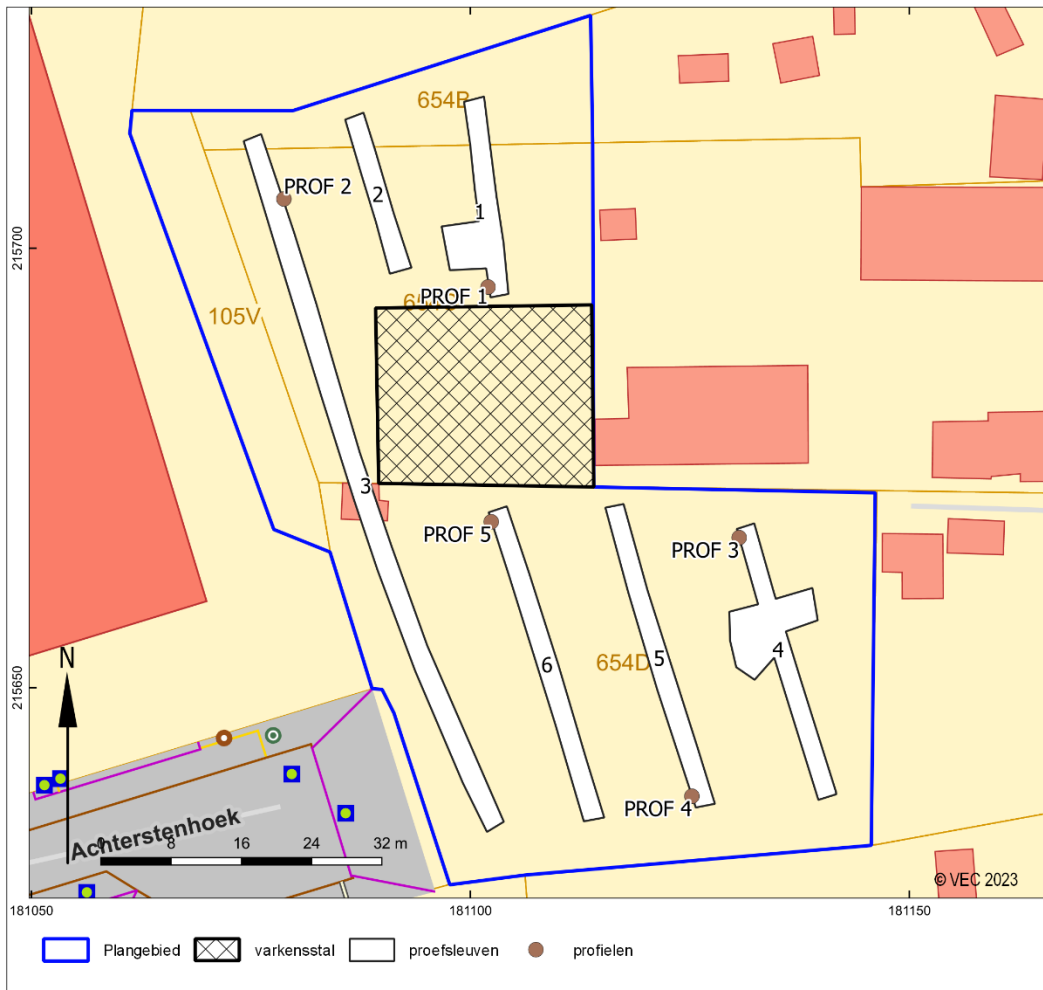 654B
PROF 2
2
1
215700
PROF 1
105V
3
PROF 5
PROF 3
6
5
654D
4
215650
N
PROF 4
Achterstenhoek
0 8 16 24 32 m
© VEC 2023
181050 181100 181150
Plangebied varkensstal proefsleuven profielen